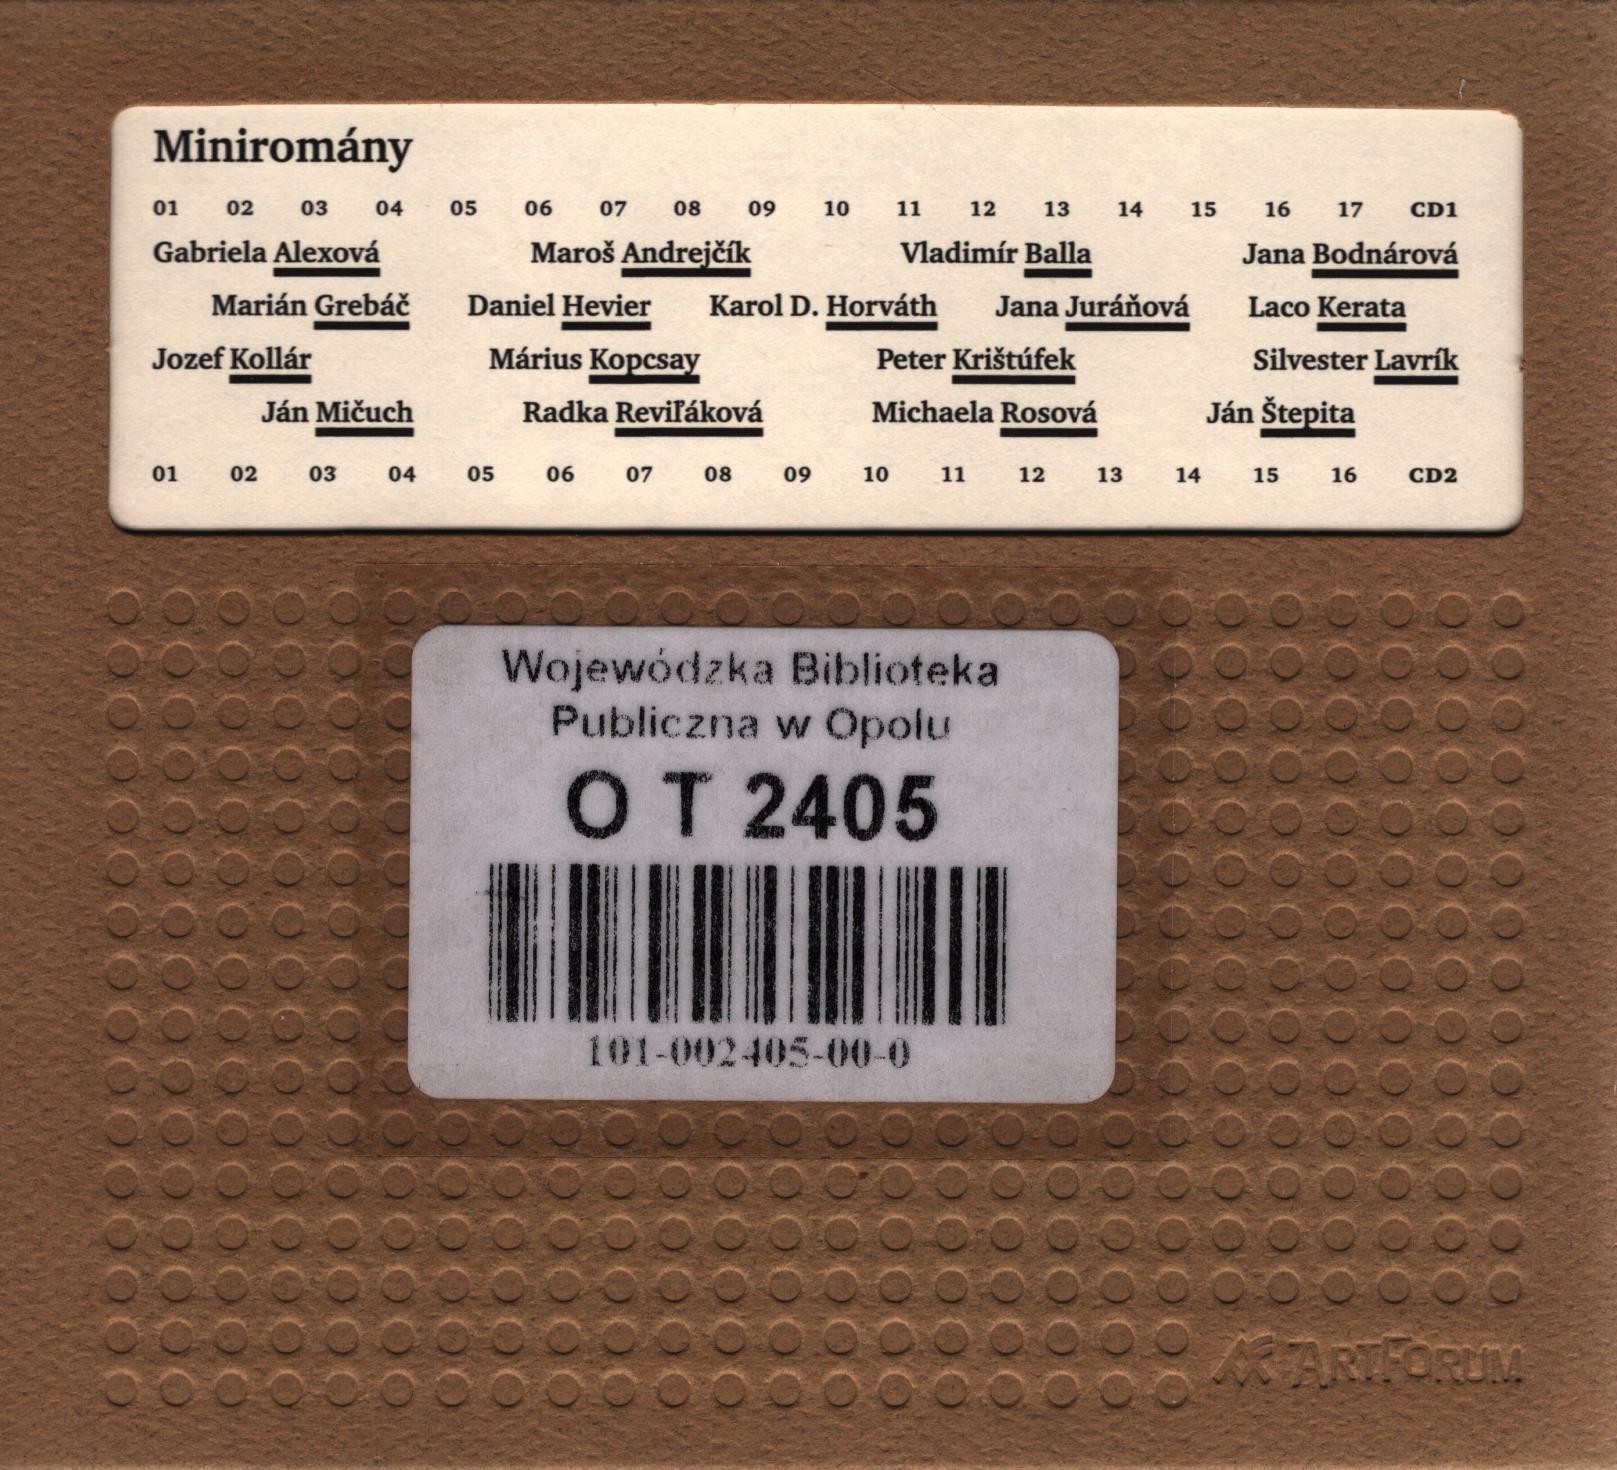 Miniromány
01 02 03 04 05 06 07 08 09 10 11 12 13 14 15 16 17 CD1
Gabriela Alexová Maroš Andrejčík Vladimír Balla Jana Bodnárová
Marián Grebáč Daniel Hevier Karol D. Horváth Jana Juráňová Laco Kerata
Jozef Kollár Márius Kopcsay Peter Krištúfek Silvester Lavrík
Ján Mičuch Radka Reviľáková Michaela Rosová Ján Štepita
01 02 03 04 05 06 07 08 09 10 11 12 13 14 15 16 CD2
Wojewódzka Biblioteka
Publiczna w Opolu
O T 2405
101-002405-00-0
ARTFORUM